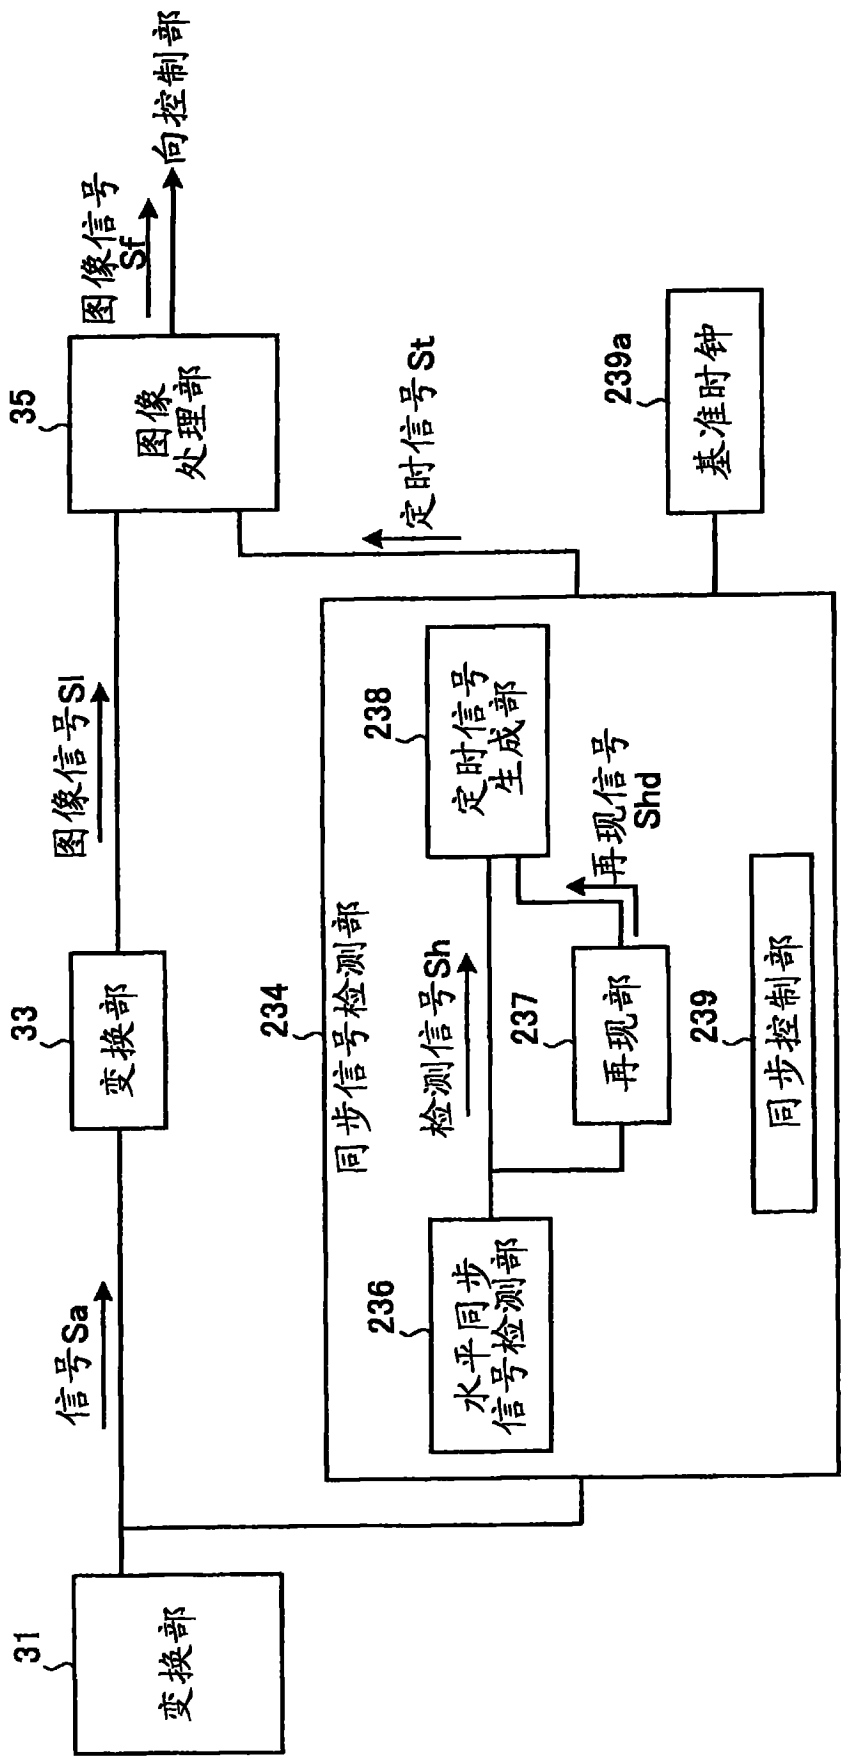 31
变换部
信号Sa
33
变换部
图像信号Sl
35
图像
处理部
图像信号
Sf
向控制部
定时信号St
234
同步信号检测部
236
水平同步
信号检测部
检测信号Sh
237
再现部
再现信号
Shd
238
定时信号
生成部
239
同步控制部
239a
基准时钟